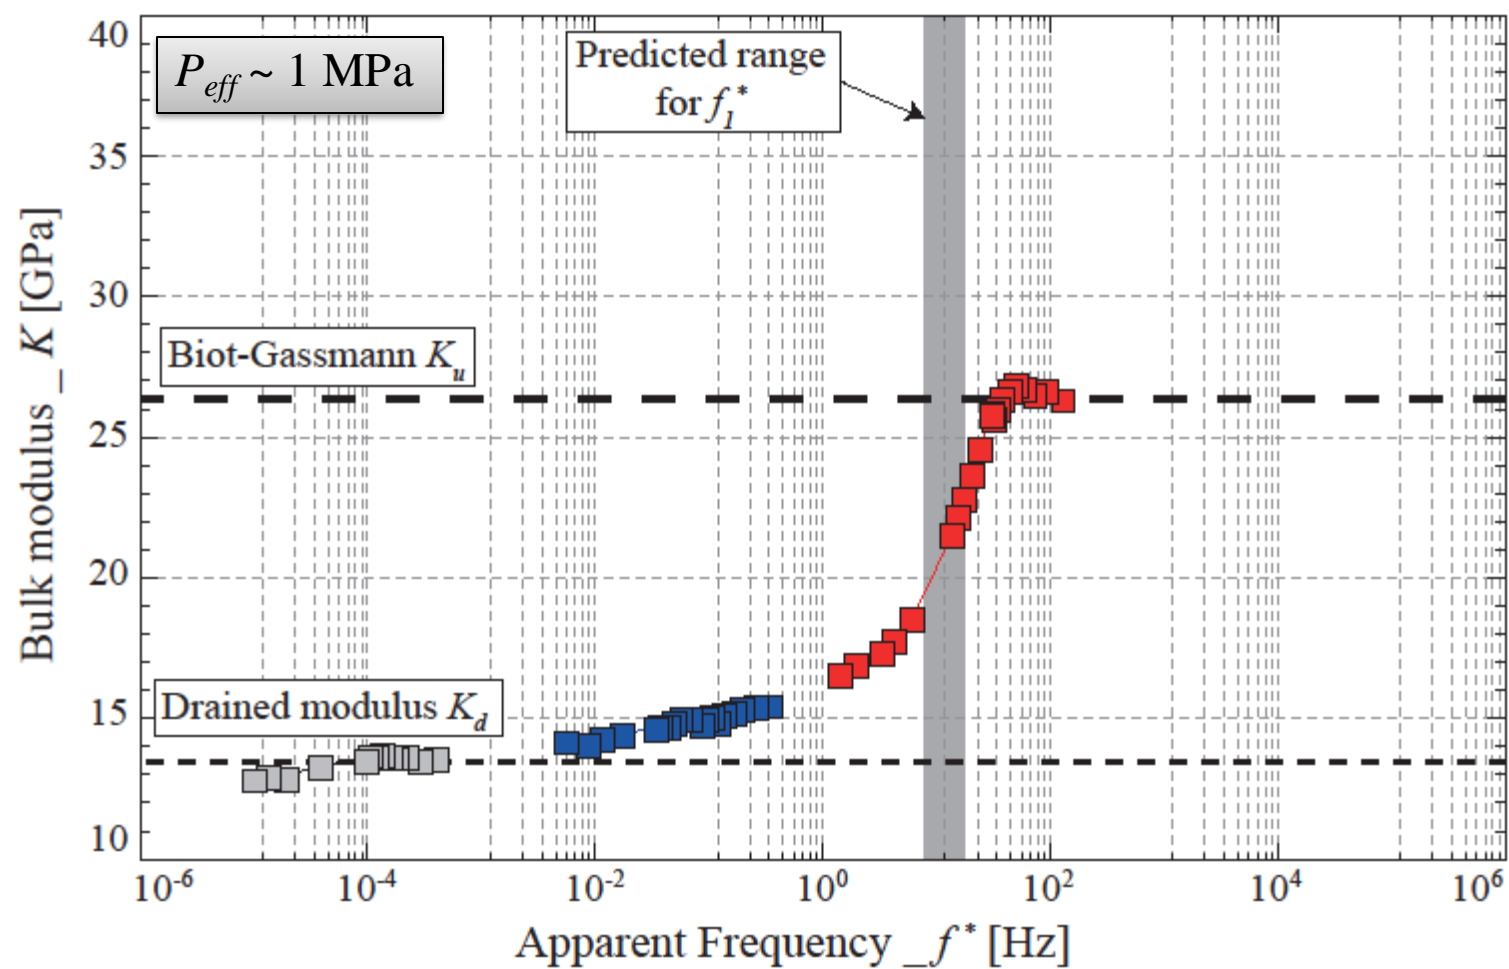 P_eff ~ 1 MPa
Predicted range
for f_1^*
Biot-Gassmann K_u
Drained modulus K_d
40
35
30
25
20
15
10
Bulk modulus _ K [GPa]
10^-6 10^-4 10^-2 10^0 10^2 10^4 10^6
Apparent Frequency _ f^* [Hz]